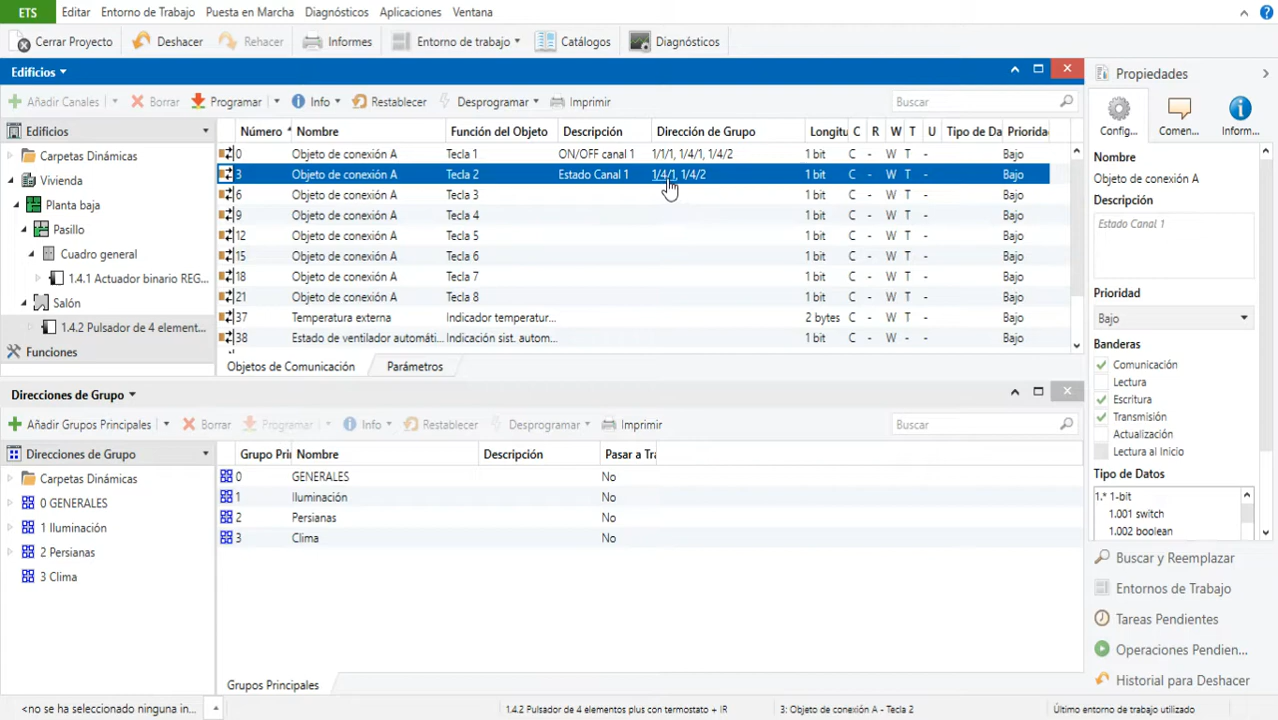 ETS Editar Entorno de Trabajo Puesta en Marcha Diagnósticos Aplicaciones Ventana
Cerrar Proyecto Deshacer Rehacer Informes Entorno de trabajo Catálogos Diagnósticos
Edificios
Añadir Canales Borrar Programar Info Restablecer Desprogramar Imprimir Buscar
Edificios
Carpetas Dinámicas
Vivienda
Planta baja
Pasillo
Cuadro general
1.4.1 Actuador binario REG...
Salón
1.4.2 Pulsador de 4 element...
Funciones
Número Nombre Función del Objeto Descripción Dirección de Grupo Longitu C R W T U Tipo de Da Priorida
0 Objeto de conexión A Tecla 1 ON/OFF canal 1 1/1/1, 1/4/1, 1/4/2 1 bit C - W T - Bajo
3 Objeto de conexión A Tecla 2 Estado Canal 1 1/4/1, 1/4/2 1 bit C - W T - Bajo
6 Objeto de conexión A Tecla 3 1 bit C - W T - Bajo
9 Objeto de conexión A Tecla 4 1 bit C - W T - Bajo
12 Objeto de conexión A Tecla 5 1 bit C - W T - Bajo
15 Objeto de conexión A Tecla 6 1 bit C - W T - Bajo
18 Objeto de conexión A Tecla 7 1 bit C - W T - Bajo
21 Objeto de conexión A Tecla 8 1 bit C - W T - Bajo
37 Temperatura externa Indicador temperatur... 2 bytes C - W T - Bajo
38 Estado de ventilador automáti... Indicación sist. autom... 1 bit C - W - - Bajo
Objetos de Comunicación Parámetros
Direcciones de Grupo
Añadir Grupos Principales Borrar Programar Info Restablecer Desprogramar Imprimir Buscar
Direcciones de Grupo
Carpetas Dinámicas
0 GENERALES
1 Iluminación
2 Persianas
3 Clima
Grupo Pri Nombre Descripción Pasar a Tra
0 GENERALES No
1 Iluminación No
2 Persianas No
3 Clima No
Grupos Principales
Propiedades
Config... Comen... Inform...
Nombre
Objeto de conexión A
Descripción
Estado Canal 1
Prioridad
Bajo
Banderas
Comunicación
Lectura
Escritura
Transmisión
Actualización
Lectura al Inicio
Tipo de Datos
1.* 1-bit
1.001 switch
1.002 boolean
Buscar y Reemplazar
Entornos de Trabajo
Tareas Pendientes
Operaciones Pendien...
Historial para Deshacer
<no se ha seleccionado ninguna in... 1.4.2 Pulsador de 4 elementos plus con termostato + IR 3: Objeto de conexión A - Tecla 2 Último entorno de trabajo utilizado